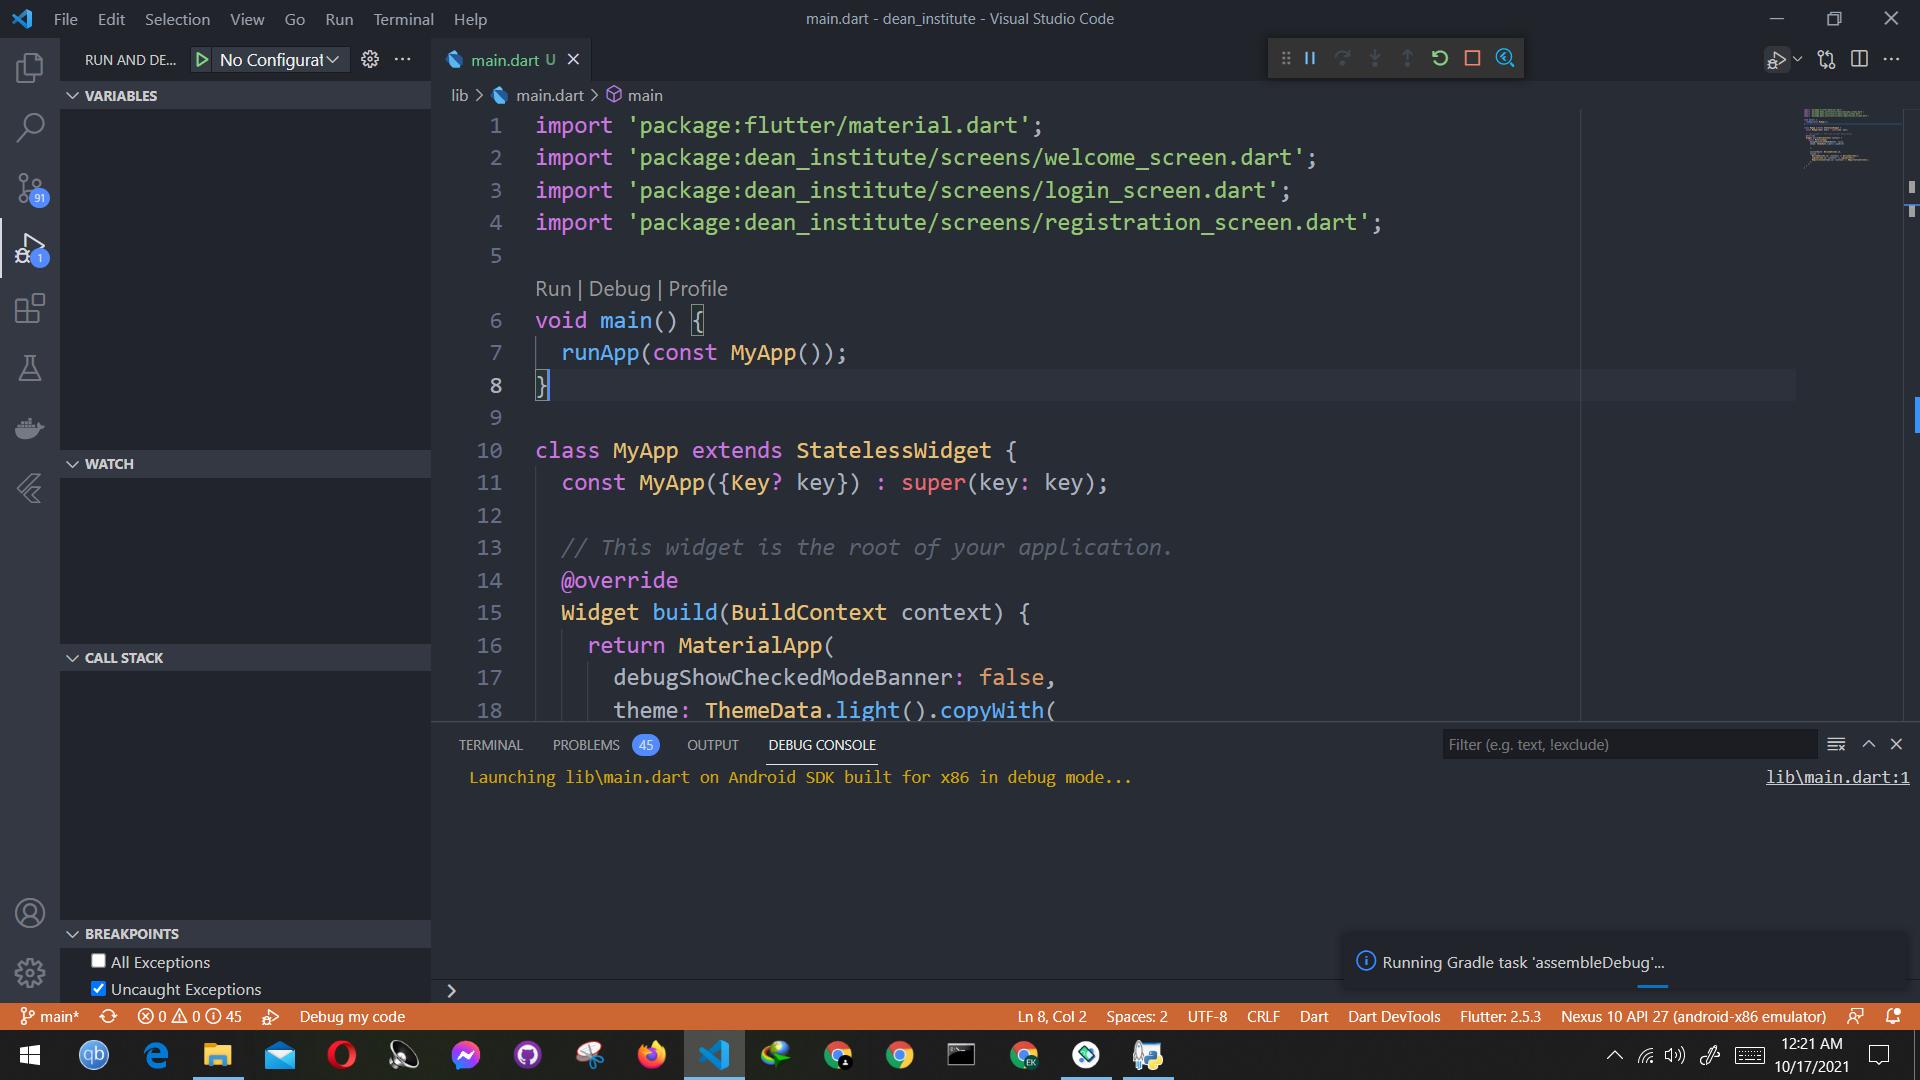 File Edit Selection View Go Run Terminal Help
main.dart - dean_institute - Visual Studio Code
RUN AND DE...
No Configurat
main.dart U
lib > main.dart > main
VARIABLES
91
1
WATCH
CALL STACK
BREAKPOINTS
All Exceptions
Uncaught Exceptions
1 import 'package:flutter/material.dart';
2 import 'package:dean_institute/screens/welcome_screen.dart';
3 import 'package:dean_institute/screens/login_screen.dart';
4 import 'package:dean_institute/screens/registration_screen.dart';
5
Run | Debug | Profile
6 void main() {
7 runApp(const MyApp());
8 }
9
10 class MyApp extends StatelessWidget {
11 const MyApp({Key? key}) : super(key: key);
12
13 // This widget is the root of your application.
14 @override
15 Widget build(BuildContext context) {
16 return MaterialApp(
17 debugShowCheckedModeBanner: false,
18 theme: ThemeData.light().copyWith(
TERMINAL PROBLEMS 45 OUTPUT DEBUG CONSOLE
Filter (e.g. text, !exclude)
Launching lib\main.dart on Android SDK built for x86 in debug mode...
lib\main.dart:1
Running Gradle task 'assembleDebug'...
>
main* 0 0 45 Debug my code
Ln 8, Col 2 Spaces: 2 UTF-8 CRLF Dart Dart DevTools Flutter: 2.5.3 Nexus 10 API 27 (android-x86 emulator)
qb
EK
12:21 AM
10/17/2021